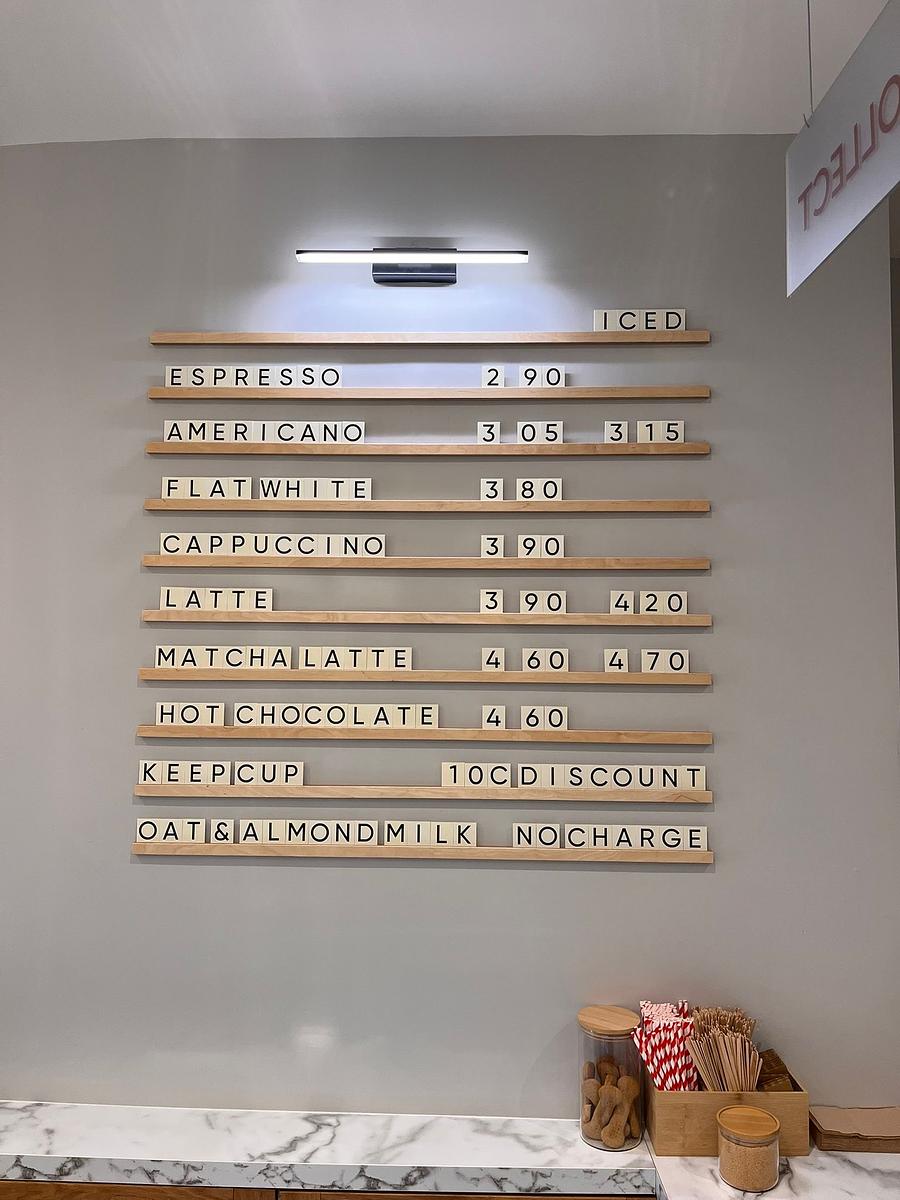 OLLECT
ICED
ESPRESSO 2 90
AMERICANO 3 05 3 15
FLAT WHITE 3 80
CAPPUCCINO 3 90
LATTE 3 90 4 20
MATCHA LATTE 4 60 4 70
HOT CHOCOLATE 4 60
KEEP CUP 10C DISCOUNT
OAT & ALMOND MILK NO CHARGE